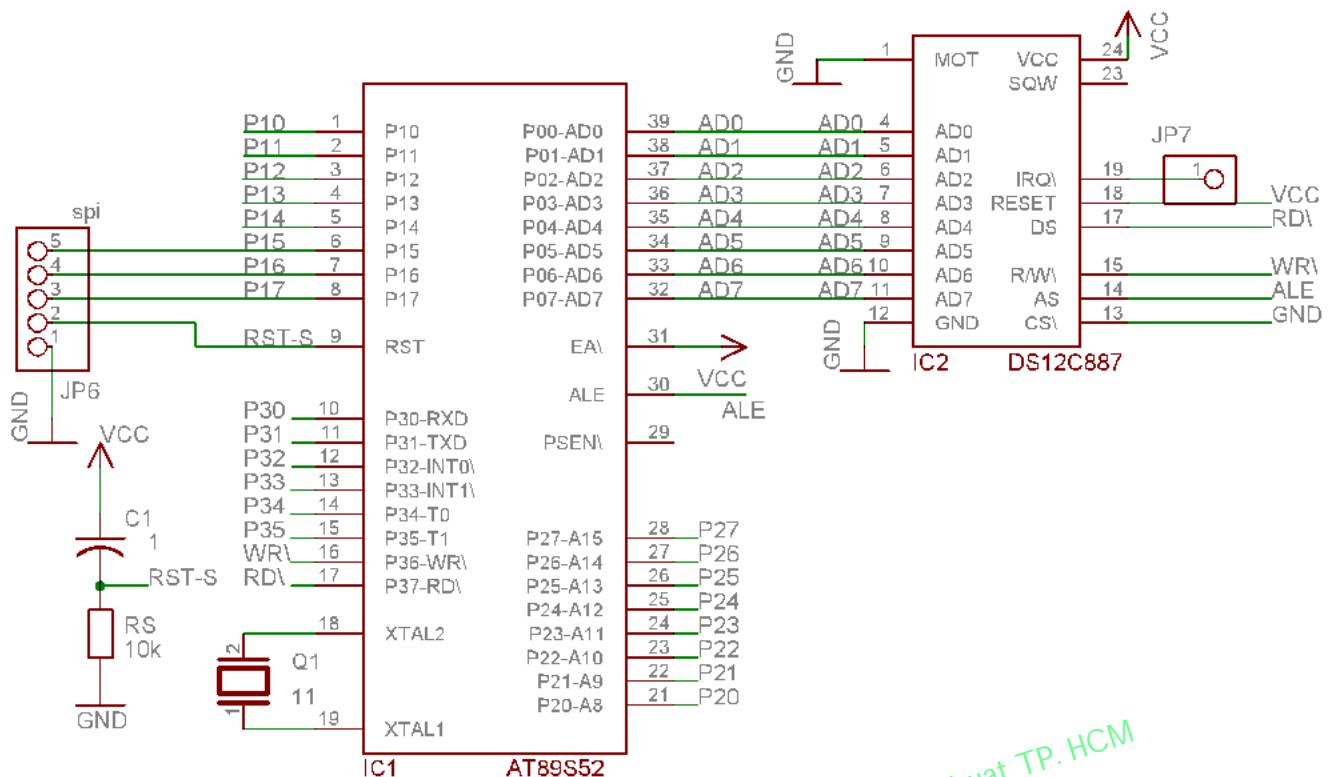 GND 1 MOT VCC 24 VCC
SQW 23
P10 1 P10 P00-AD0 39 AD0 AD0 4 AD0
P11 2 P11 P01-AD1 38 AD1 AD1 5 AD1 JP7
P12 3 P12 P02-AD2 37 AD2 AD2 6 AD2 IRQ\ 19 1
P13 4 P13 P03-AD3 36 AD3 AD3 7 AD3 RESET 18 VCC
spi P14 5 P14 P04-AD4 35 AD4 AD4 8 AD4 DS 17 RD\
5 P15 6 P15 P05-AD5 34 AD5 AD5 9 AD5
4 P16 7 P16 P06-AD6 33 AD6 AD6 10 AD6 R/W\ 15 WR\
3 P17 8 P17 P07-AD7 32 AD7 AD7 11 AD7 AS 14 ALE
2 GND 12 GND CS\ 13 GND
1 RST-S 9 RST EA\ 31 VCC
IC2 DS12C887
JP6 ALE 30 ALE
GND
P30 10 P30-RXD
VCC P31 11 P31-TXD PSEN\ 29
P32 12 P32-INT0\
P33 13 P33-INT1\
P34 14 P34-T0
C1 1 P35 15 P35-T1 P27-A15 28 P27
WR\ 16 P36-WR\ P26-A14 27 P26
RST-S RD\ 17 P37-RD\ P25-A13 26 P25
P24-A12 25 P24
RS 10k 18 XTAL2 P23-A11 24 P23
2 Q1 P22-A10 23 P22
11 P21-A9 22 P21
1 P20-A8 21 P20
GND 19 XTAL1
IC1 AT89S52
TP. HCM